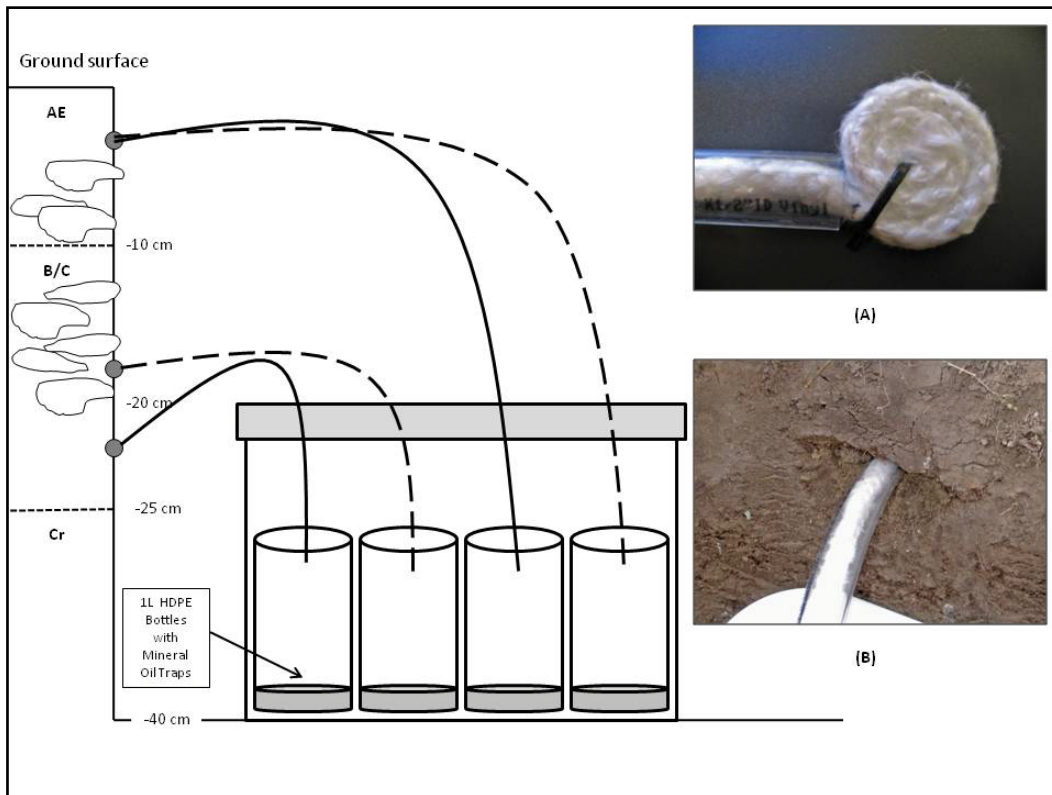 Ground surface
AE
-10 cm
B/C
-20 cm
-25 cm
Cr
1L HDPE
Bottles
with
Mineral
Oil Traps
-40 cm
(A)
(B)